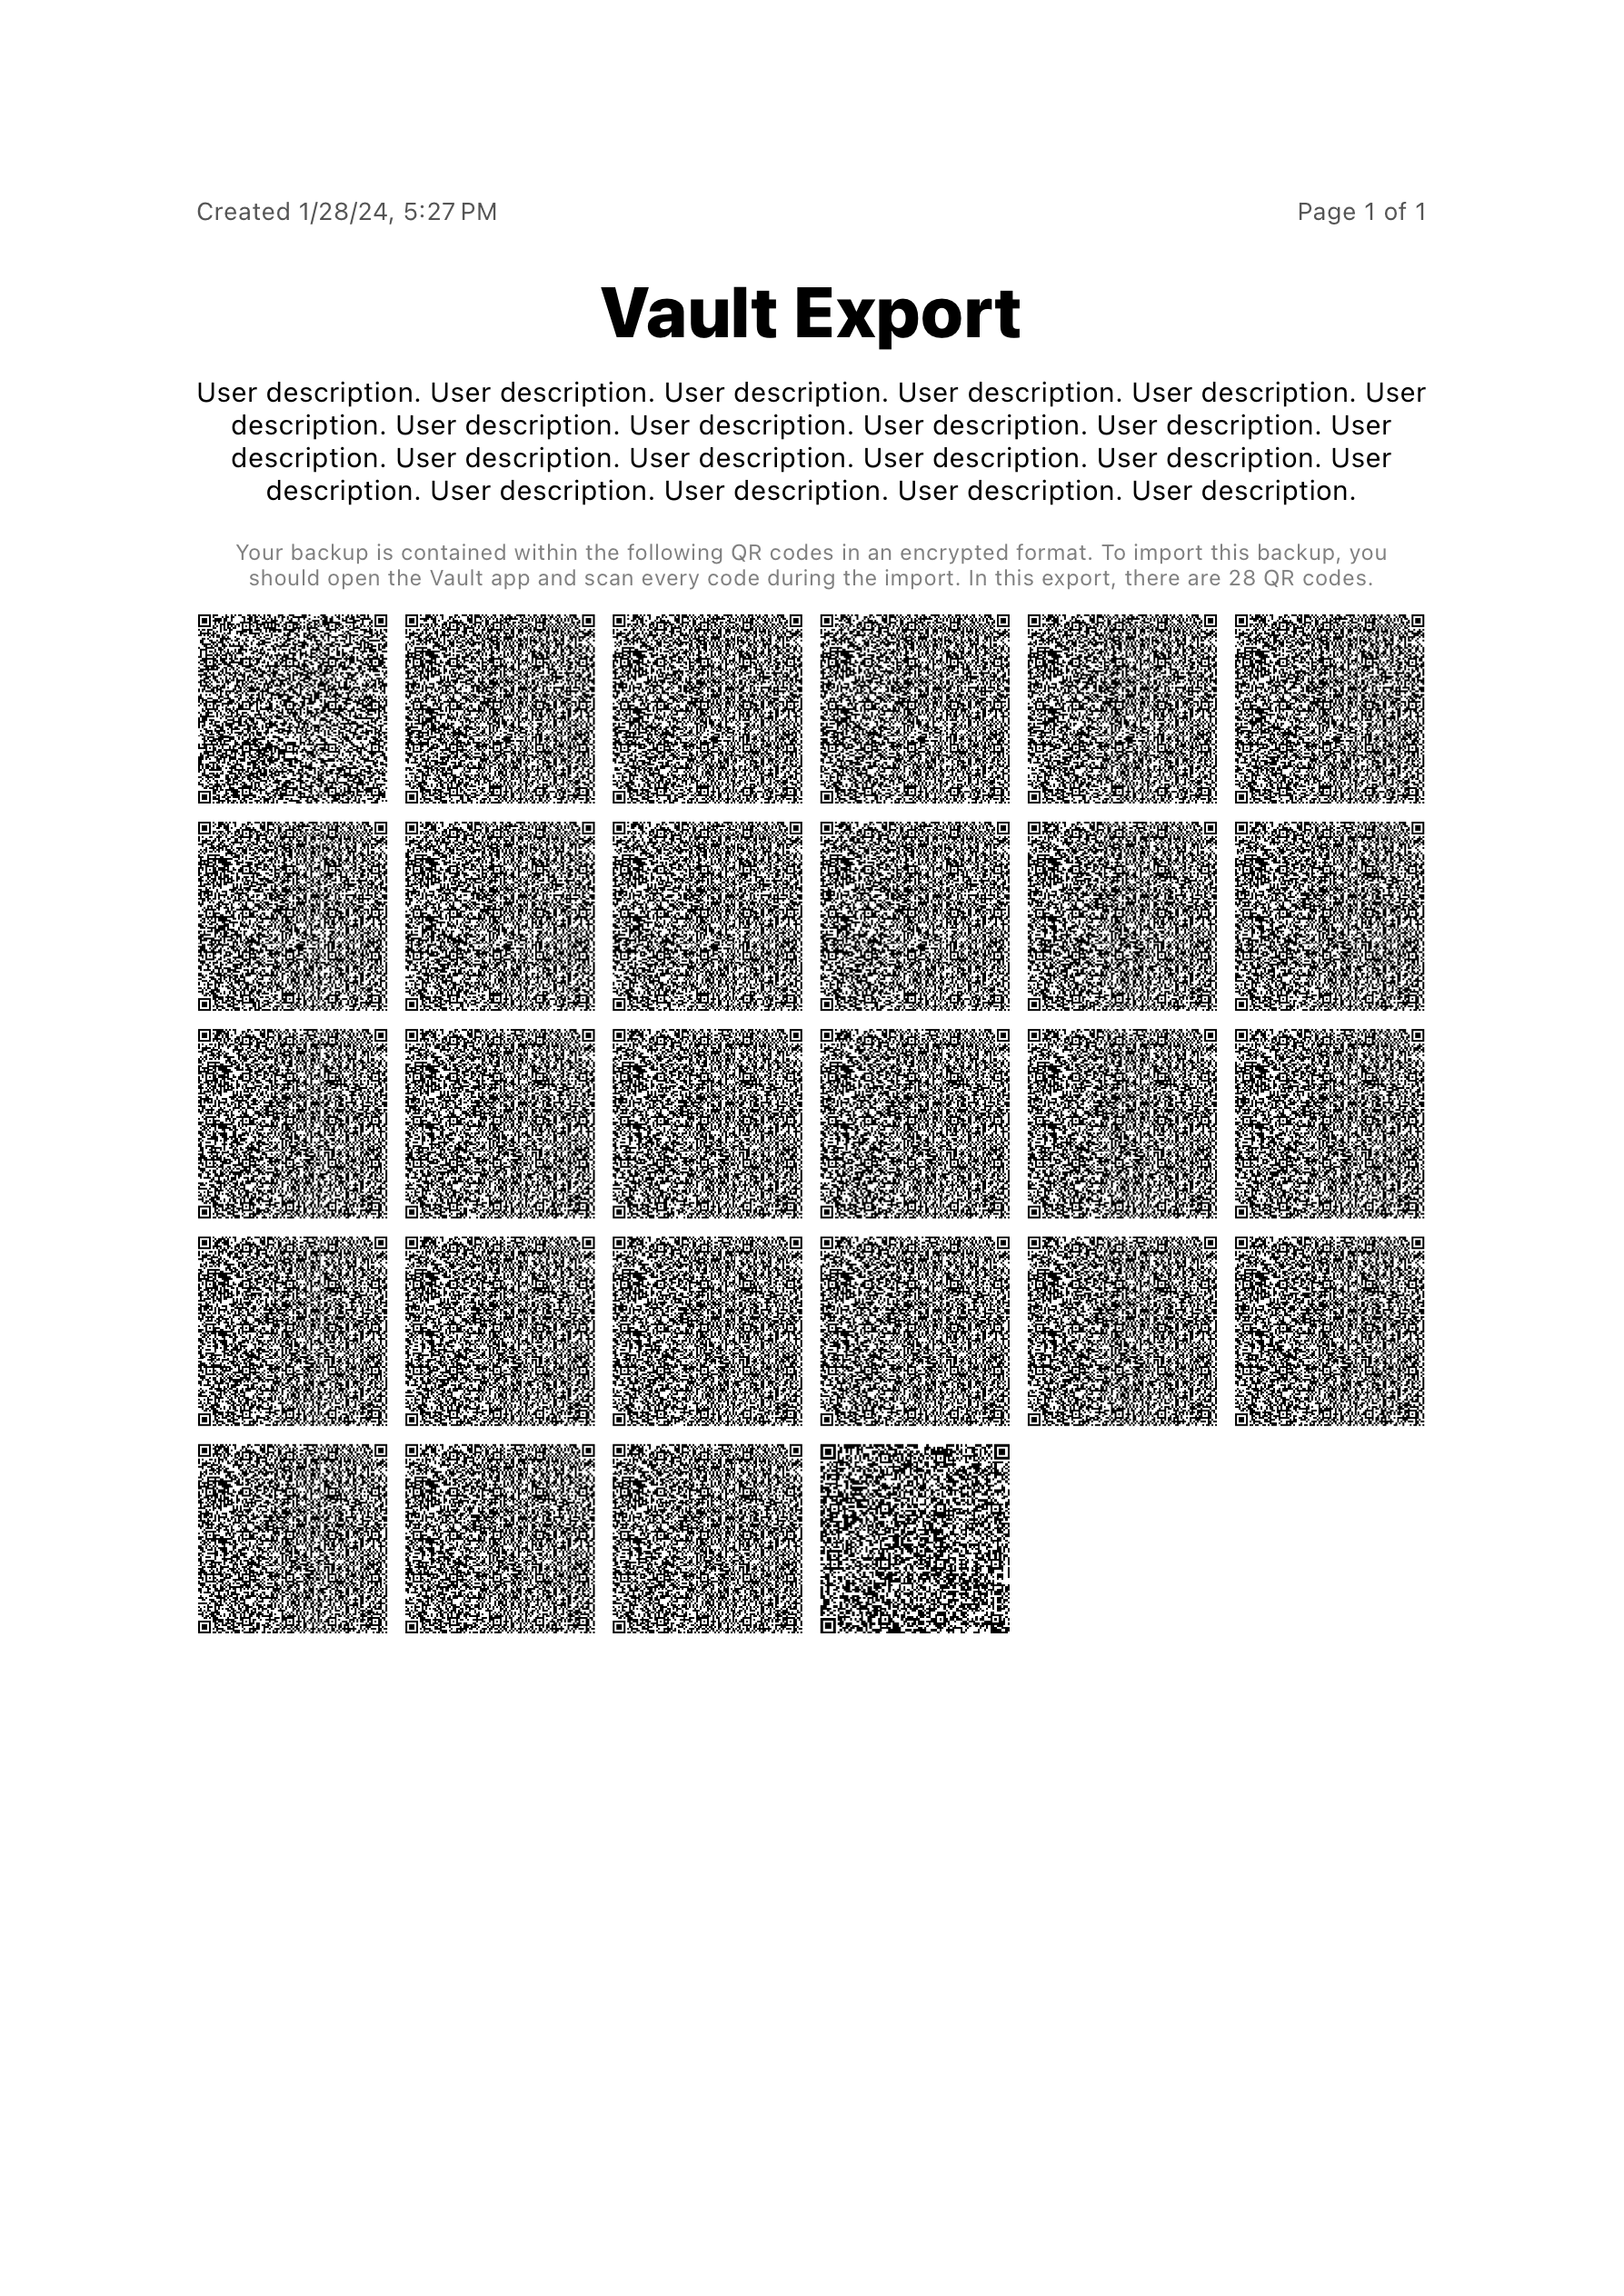 Created 1/28/24, 5:27 PM
Page 1 of 1
Vault Export
User description. User description. User description. User description. User description. User
description. User description. User description. User description. User description. User
description. User description. User description. User description. User description. User
description. User description. User description. User description. User description.
Your backup is contained within the following QR codes in an encrypted format. To import this backup, you
should open the Vault app and scan every code during the import. In this export, there are 28 QR codes.